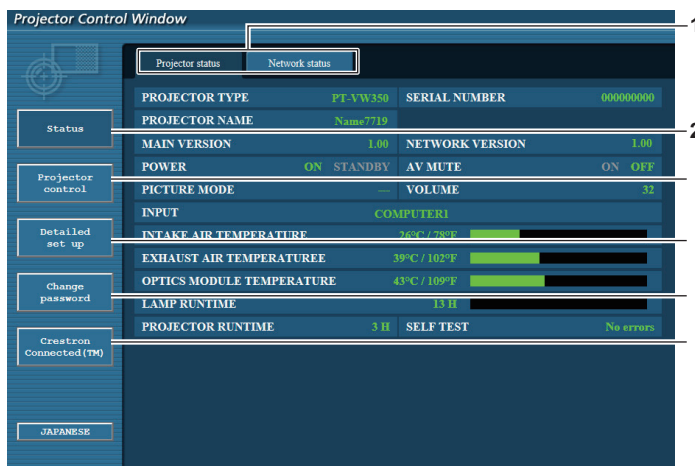 Projector Control Window
1
Projector status Network status
PROJECTOR TYPE PT-VW350 SERIAL NUMBER 000000000
PROJECTOR NAME Name7719
Status
2
MAIN VERSION 1.00 NETWORK VERSION 1.00
POWER ON STANDBY AV MUTE ON OFF
Projector
control
PICTURE MODE — VOLUME 32
INPUT COMPUTER1
Detailed
set up
INTAKE AIR TEMPERATURE 26°C / 78°F
EXHAUST AIR TEMPERATUREE 39°C / 102°F
OPTICS MODULE TEMPERATURE 43°C / 109°F
Change
password
LAMP RUNTIME 13 H
PROJECTOR RUNTIME 3 H SELF TEST No errors
Crestron
Connected(TM)
JAPANESE